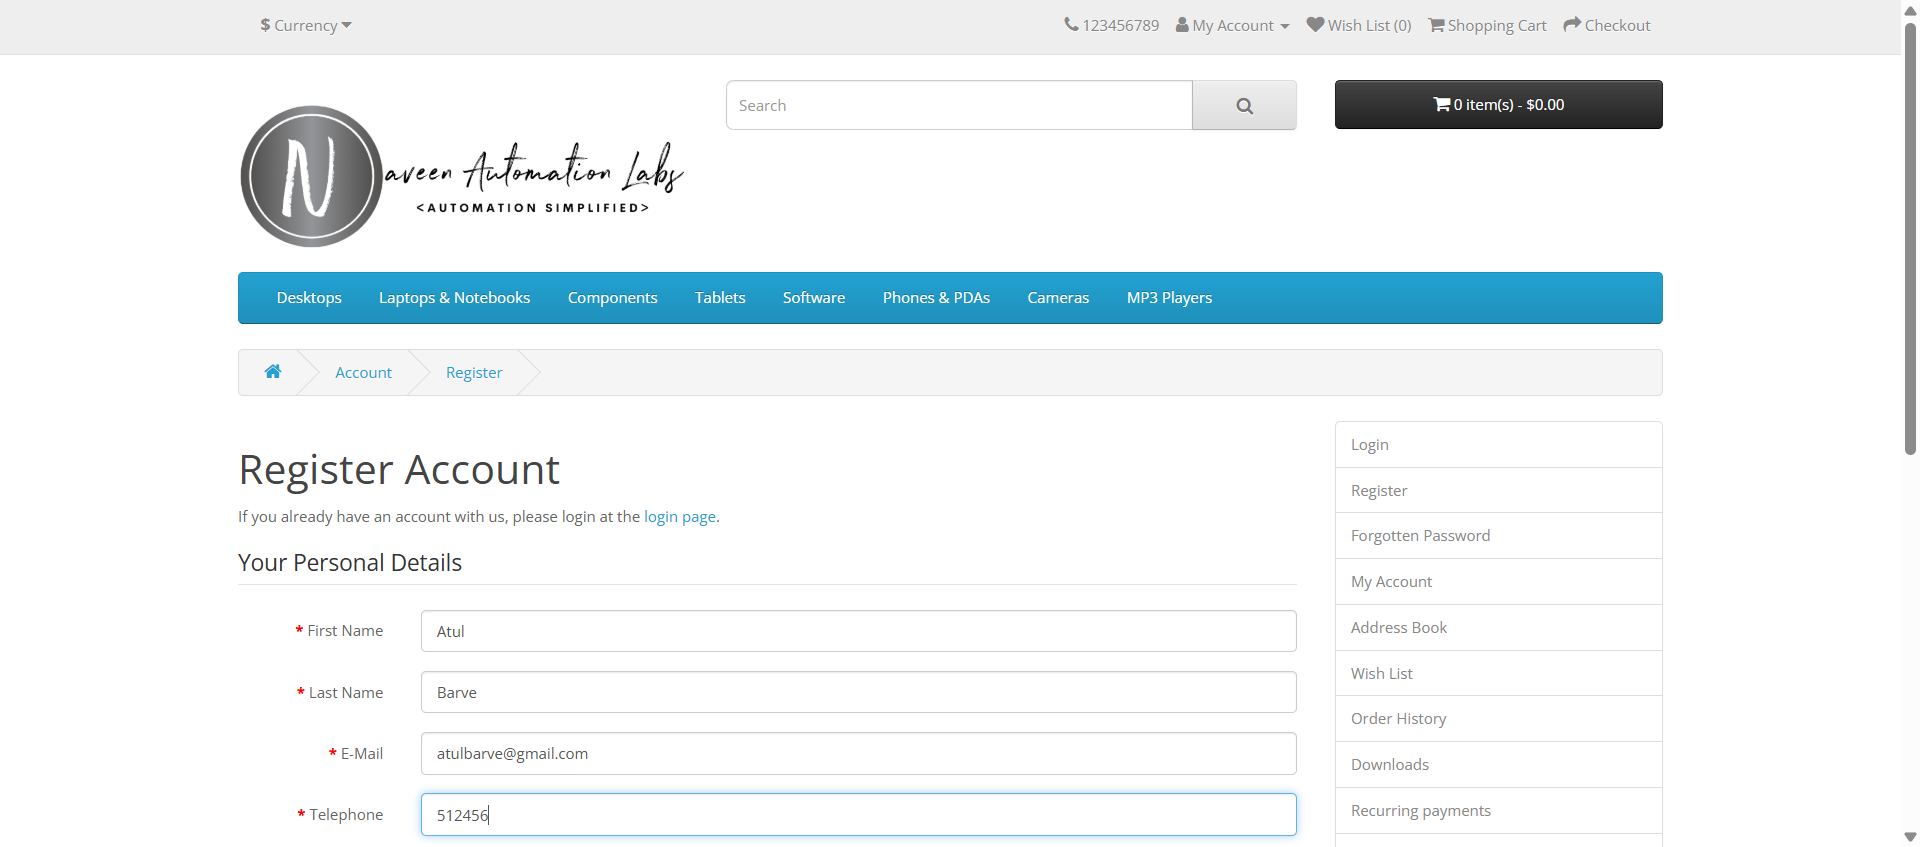 $ Currency
123456789 My Account Wish List (0) Shopping Cart Checkout
Search
0 item(s) - $0.00
Naveen Automation Labs
<AUTOMATION SIMPLIFIED>
Desktops Laptops & Notebooks Components Tablets Software Phones & PDAs Cameras MP3 Players
Account Register
Register Account
If you already have an account with us, please login at the login page.
Your Personal Details
* First Name Atul
* Last Name Barve
* E-Mail atulbarve@gmail.com
* Telephone 512456
Login
Register
Forgotten Password
My Account
Address Book
Wish List
Order History
Downloads
Recurring payments